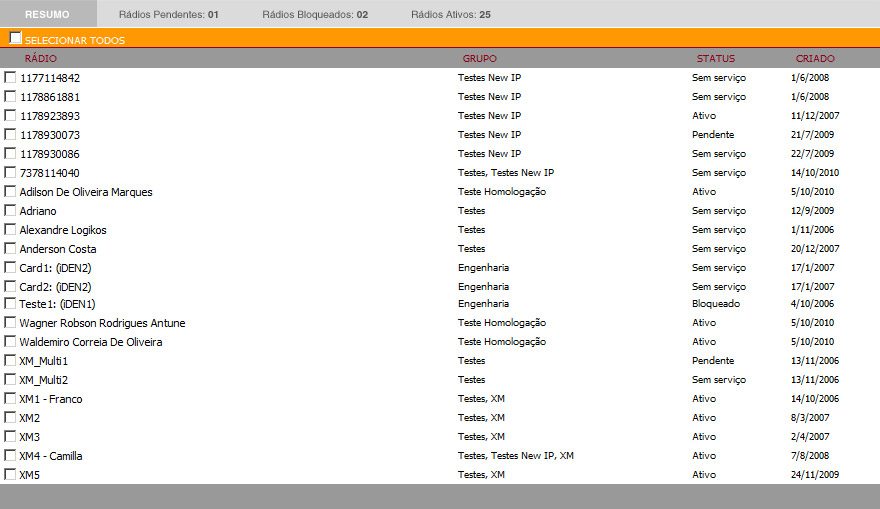 RESUMO Rádios Pendentes: 01 Rádios Bloqueados: 02 Rádios Ativos: 25
SELECIONAR TODOS
RÁDIO GRUPO STATUS CRIADO
1177114842 Testes New IP Sem serviço 1/6/2008
1178861881 Testes New IP Sem serviço 1/6/2008
1178923893 Testes New IP Ativo 11/12/2007
1178930073 Testes New IP Pendente 21/7/2009
1178930086 Testes New IP Sem serviço 22/7/2009
7378114040 Testes, Testes New IP Sem serviço 14/10/2010
Adilson De Oliveira Marques Teste Homologação Ativo 5/10/2010
Adriano Testes Sem serviço 12/9/2009
Alexandre Logikos Testes Sem serviço 1/11/2006
Anderson Costa Testes Sem serviço 20/12/2007
Card1: (iDEN2) Engenharia Sem serviço 17/1/2007
Card2: (iDEN2) Engenharia Sem serviço 17/1/2007
Teste1: (iDEN1) Engenharia Bloqueado 4/10/2006
Wagner Robson Rodrigues Antune Teste Homologação Ativo 5/10/2010
Waldemiro Correia De Oliveira Teste Homologação Ativo 5/10/2010
XM_Multi1 Testes Pendente 13/11/2006
XM_Multi2 Testes Sem serviço 13/11/2006
XM1 - Franco Testes, XM Ativo 14/10/2006
XM2 Testes, XM Ativo 8/3/2007
XM3 Testes, XM Ativo 2/4/2007
XM4 - Camilla Testes, Testes New IP, XM Ativo 7/8/2008
XM5 Testes, XM Ativo 24/11/2009